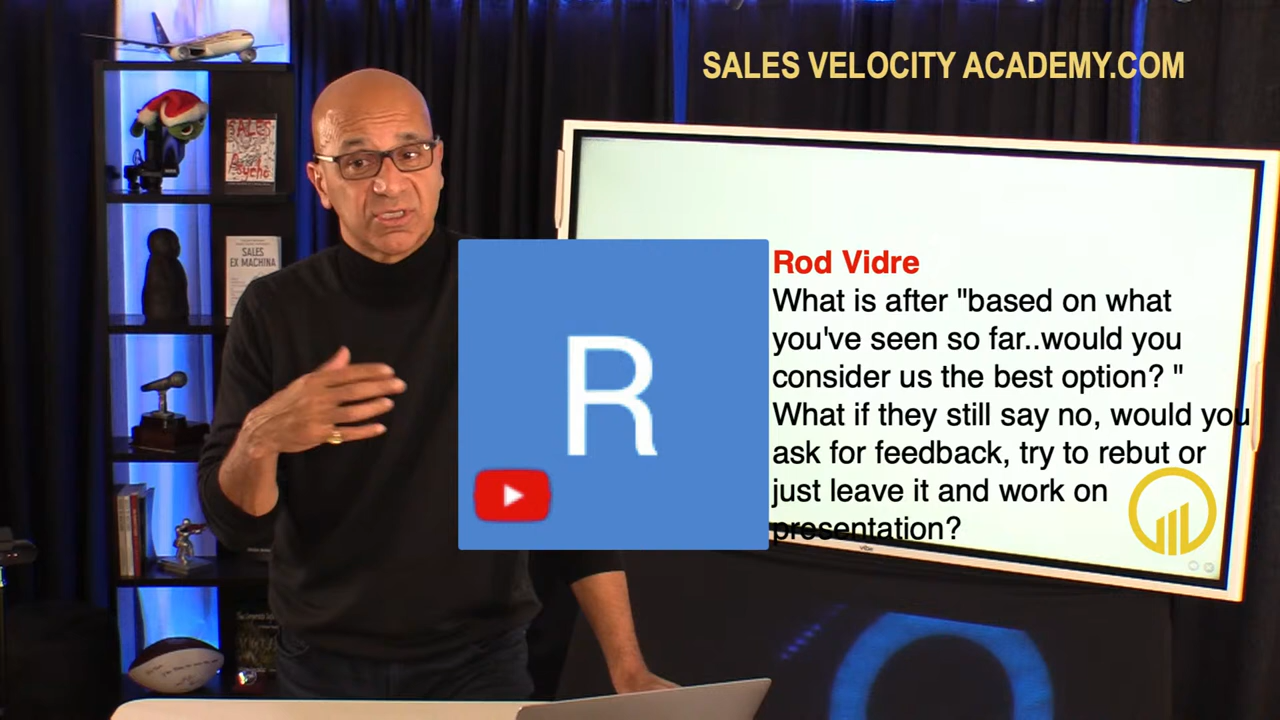 SALES VELOCITY ACADEMY.COM
SALES
Psycho
SALES
EX MACHINA
R
Rod Vidre
What is after "based on what
you've seen so far..would you
consider us the best option? "
What if they still say no, would you
ask for feedback, try to rebut or
just leave it and work on
presentation?
vibe